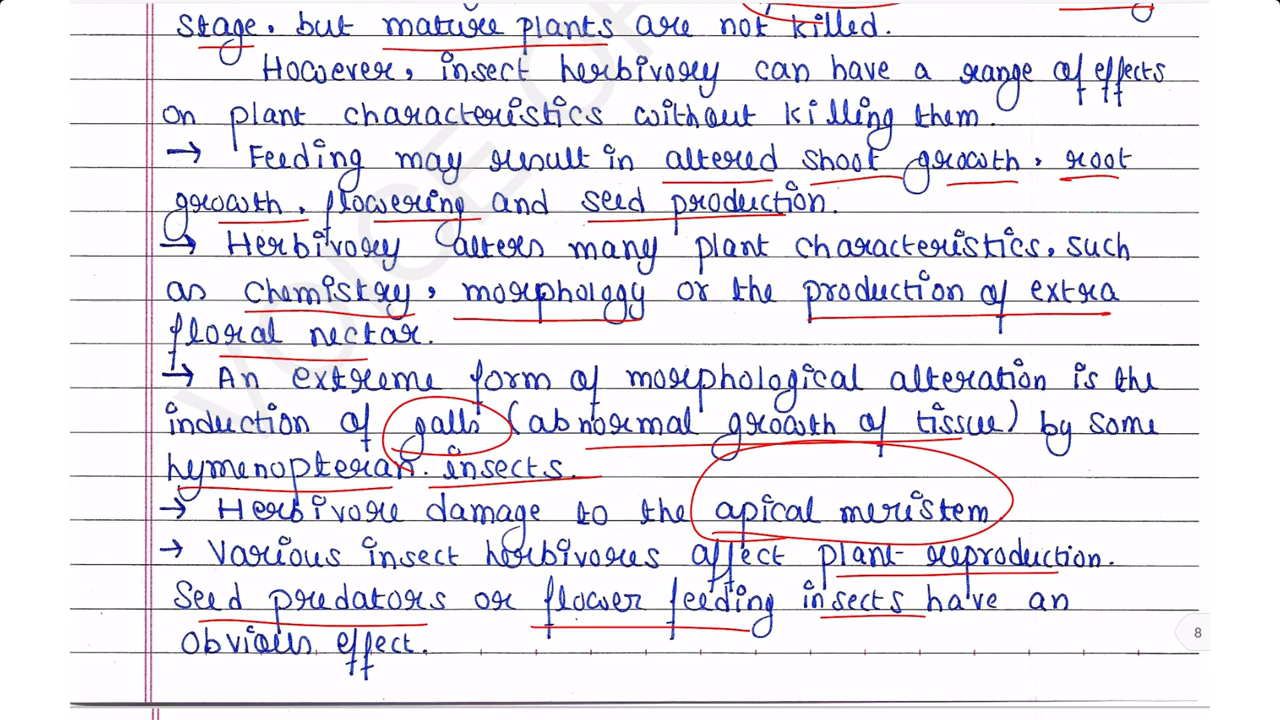 stage, but mature plants are not killed.
However, insect herbivory can have a range of effects
on plant characteristics without killing them.
→ Feeding may result in altered shoot growth, root
growth, flowering and seed production.
→ Herbivory alters many plant characteristics, such
as chemistry, morphology or the production of extra
floral nectar.
→ An extreme form of morphological alteration is the
induction of galls (abnormal growth of tissue) by some
hymenopteran insects.
→ Herbivore damage to the apical meristem
→ Various insect herbivores affect plant reproduction.
Seed predators or flower feeding insects have an
obvious effect.
8